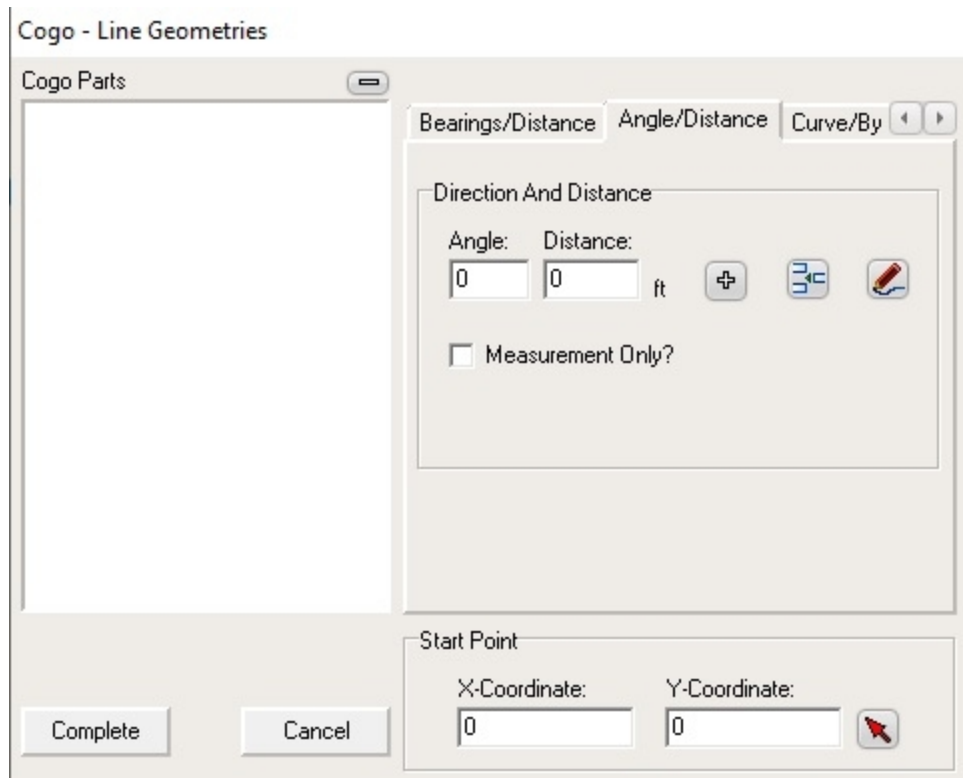 Cogo - Line Geometries
Cogo Parts
Bearings/Distance Angle/Distance Curve/By
Direction And Distance
Angle: Distance:
0 0 ft
Measurement Only?
Start Point
X-Coordinate: Y-Coordinate:
0 0
Complete Cancel